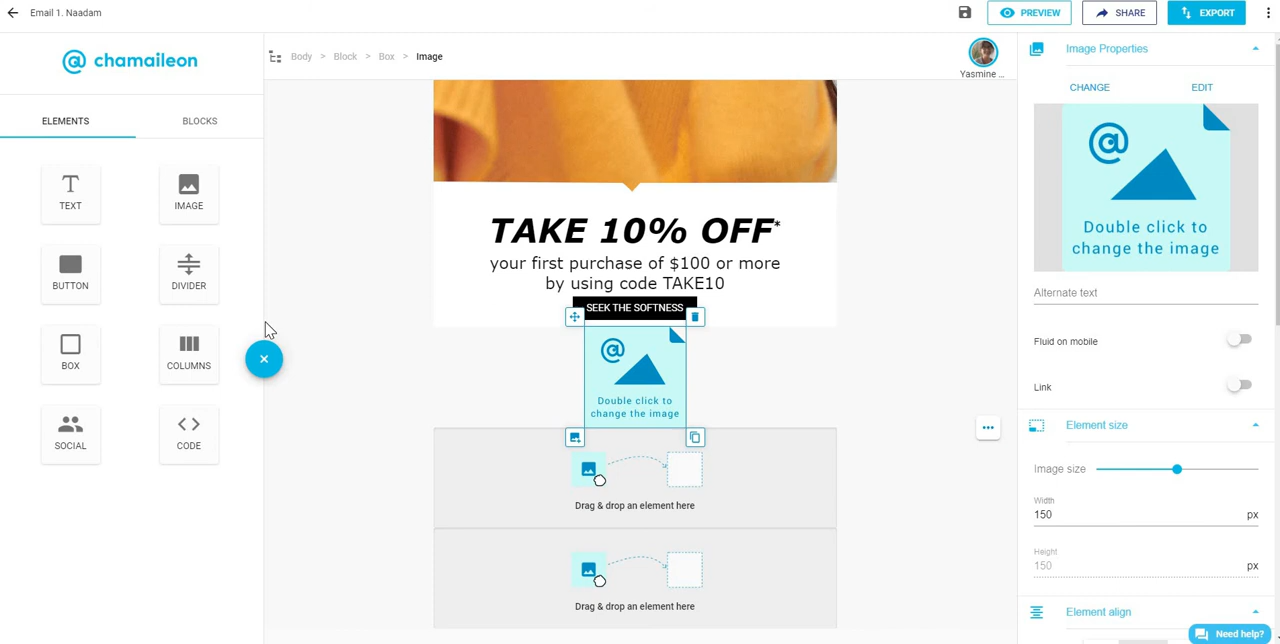 Email 1. Naadam
PREVIEW
SHARE
EXPORT
@ chamaileon
Body > Block > Box > Image
Yasmine ...
Image Properties
ELEMENTS
BLOCKS
CHANGE
EDIT
TEXT
IMAGE
BUTTON
DIVIDER
BOX
COLUMNS
SOCIAL
CODE
TAKE 10% OFF*
your first purchase of $100 or more
by using code TAKE10
SEEK THE SOFTNESS
@
Double click to
change the image
Drag & drop an element here
Drag & drop an element here
@
Double click to
change the image
Alternate text
Fluid on mobile
Link
Element size
Image size
Width
150 px
Height
150 px
Element align
Need help?